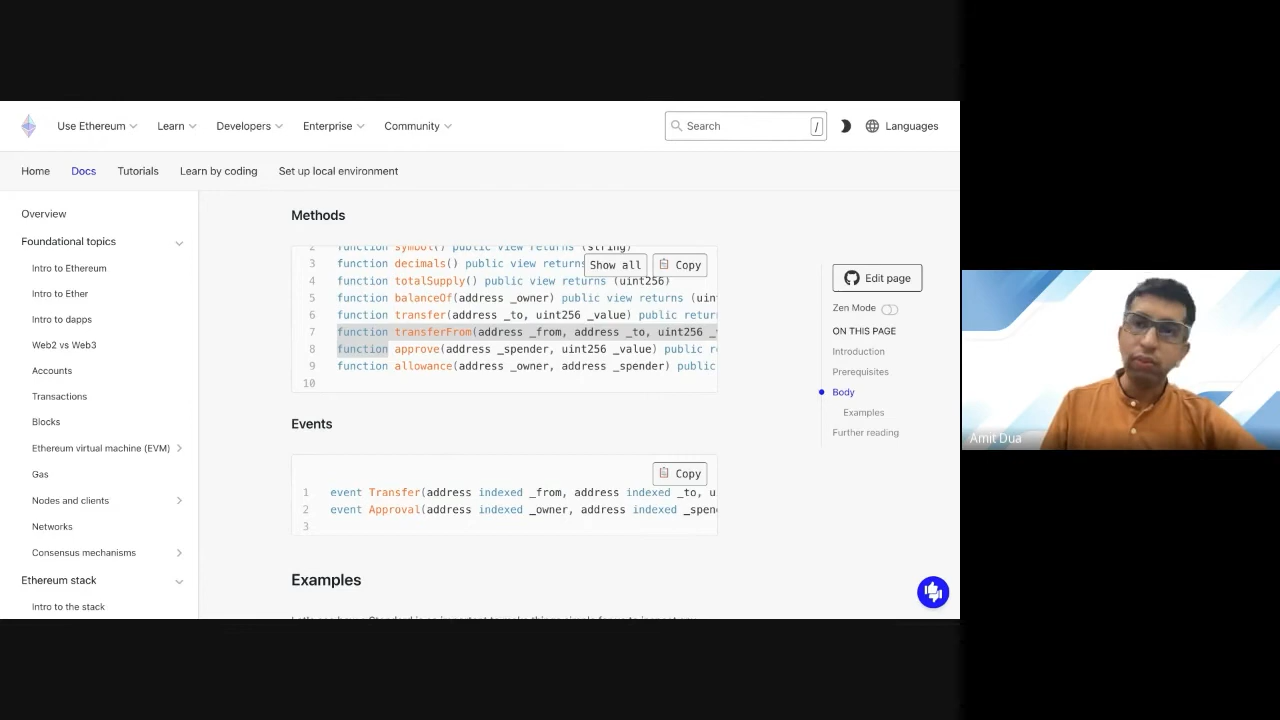 Use Ethereum Learn Developers Enterprise Community Search / Languages
Home Docs Tutorials Learn by coding Set up local environment
Overview
Foundational topics
Intro to Ethereum
Intro to Ether
Intro to dapps
Web2 vs Web3
Accounts
Transactions
Blocks
Ethereum virtual machine (EVM)
Gas
Nodes and clients
Networks
Consensus mechanisms
Ethereum stack
Intro to the stack
Methods
2 function symbol() public view returns (string)
Show all Copy
3 function decimals() public view returns
4 function totalSupply() public view returns (uint256)
5 function balanceOf(address _owner) public view returns (uin
6 function transfer(address _to, uint256 _value) public retur
7 function transferFrom(address _from, address _to, uint256 _
8 function approve(address _spender, uint256 _value) public r
9 function allowance(address _owner, address _spender) public
10
Events
Copy
1 event Transfer(address indexed _from, address indexed _to, u
2 event Approval(address indexed _owner, address indexed _spen
3
Examples
Edit page
Zen Mode
ON THIS PAGE
Introduction
Prerequisites
Body
Examples
Further reading
Amit Dua